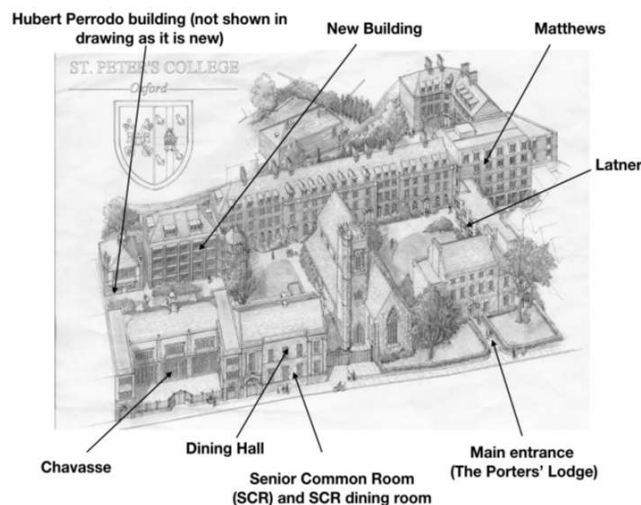 Hubert Perrodo building (not shown in
drawing as it is new)
New Building
Matthews
ST. PETER'S COLLEGE
Oxford
Latner
Chavasse
Dining Hall
Senior Common Room
(SCR) and SCR dining room
Main entrance
(The Porters' Lodge)